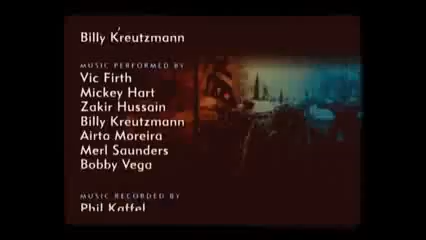 Billy Kreutzmann
MUSIC PERFORMED BY
Vic Firth
Mickey Hart
Zakir Hussain
Billy Kreutzmann
Airto Moreira
Merl Saunders
Bobby Vega
MUSIC RECORDED BY
Phil Kaffel